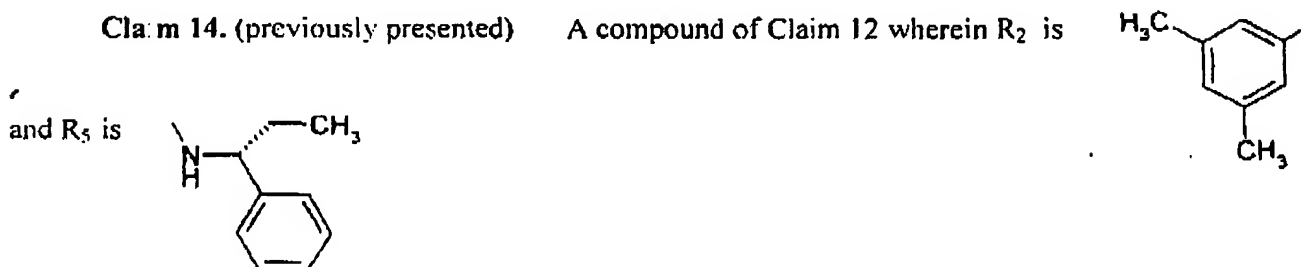 Claim 14. (previously presented) A compound of Claim 12 wherein R₂ is
H₃C
CH₃
and R₅ is
CH₃
N
H